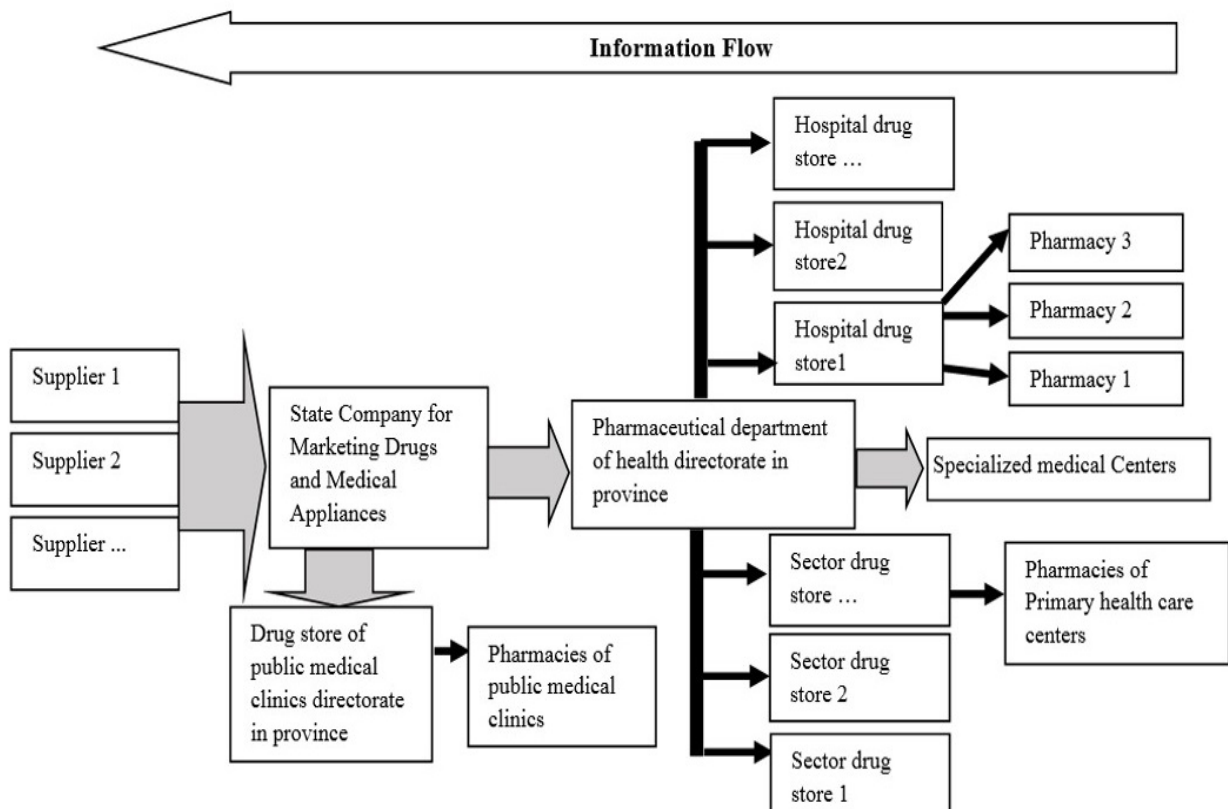 Information Flow
Hospital drug
store …
Hospital drug
store2
Hospital drug
store1
Pharmacy 3
Pharmacy 2
Pharmacy 1
Supplier 1
Supplier 2
Supplier ...
State Company for
Marketing Drugs
and Medical
Appliances
Pharmaceutical department
of health directorate in
province
Specialized medical Centers
Drug store of
public medical
clinics directorate
in province
Pharmacies of
public medical
clinics
Sector drug
store …
Sector drug
store 2
Sector drug
store 1
Pharmacies of
Primary health care
centers